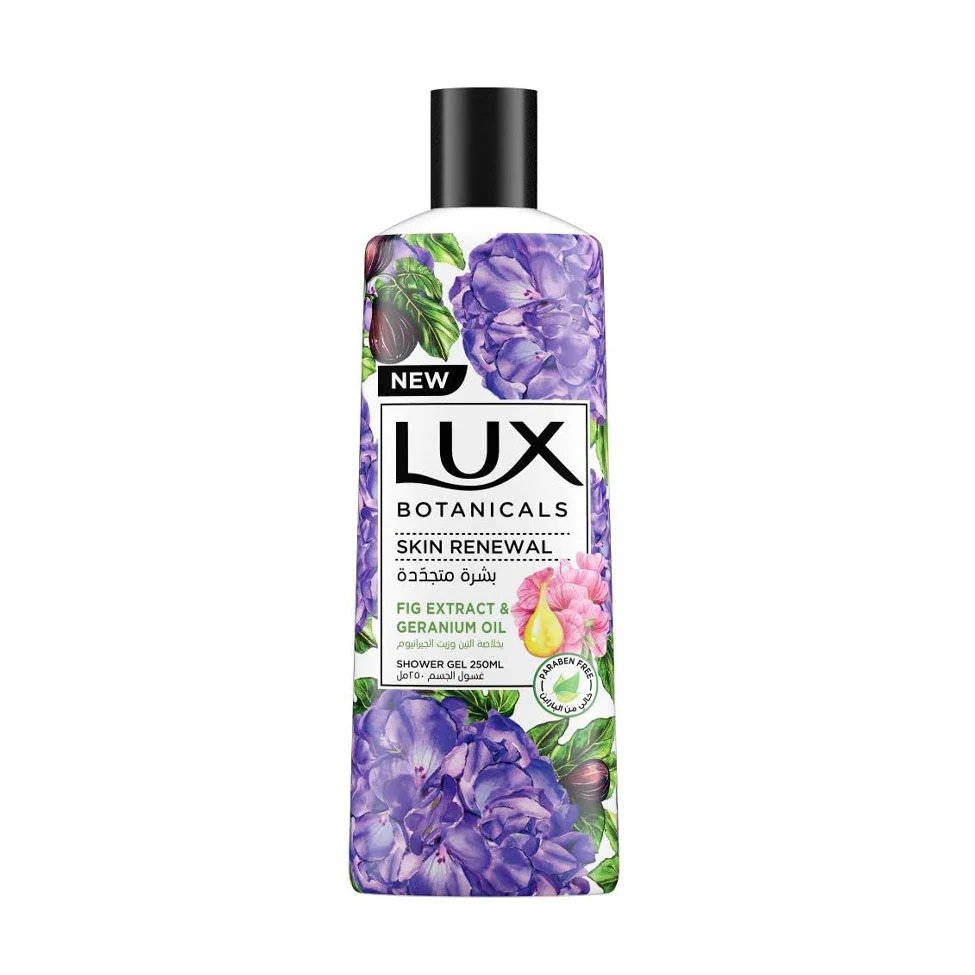 NEW
LUX
BOTANICALS
SKIN RENEWAL
بشرة متجدّدة
FIG EXTRACT &
GERANIUM OIL
بخلاصة التين وزيت الجيرانيوم
SHOWER GEL 250ML
غسول الجسم ٢٥٠مل
PARABEN FREE
خالي من البارابن